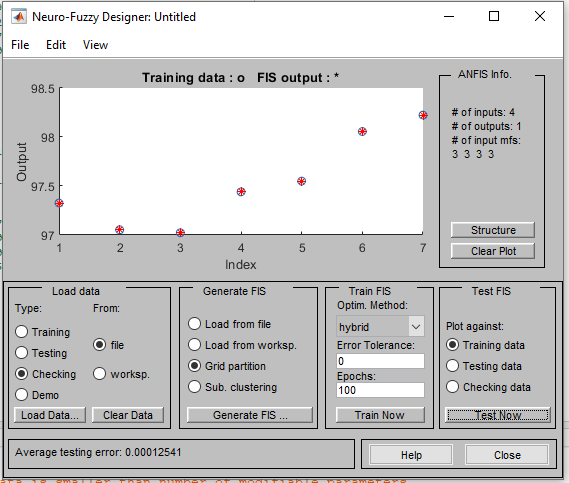 Neuro-Fuzzy Designer: Untitled
File Edit View
Training data : o FIS output : *
98.5
98
97.5
97
Output
1 2 3 4 5 6 7
Index
ANFIS Info.
# of inputs: 4
# of outputs: 1
# of input mfs:
3 3 3 3
Structure
Clear Plot
Load data
Type: From:
Training
Testing
Checking
Demo
file
worksp.
Load Data... Clear Data
Generate FIS
Load from file
Load from worksp.
Grid partition
Sub. clustering
Generate FIS ...
Train FIS
Optim. Method:
hybrid
Error Tolerance:
0
Epochs:
100
Train Now
Test FIS
Plot against:
Training data
Testing data
Checking data
Test Now
Average testing error: 0.00012541
Help Close
ata is smaller than number of modifiable parameters